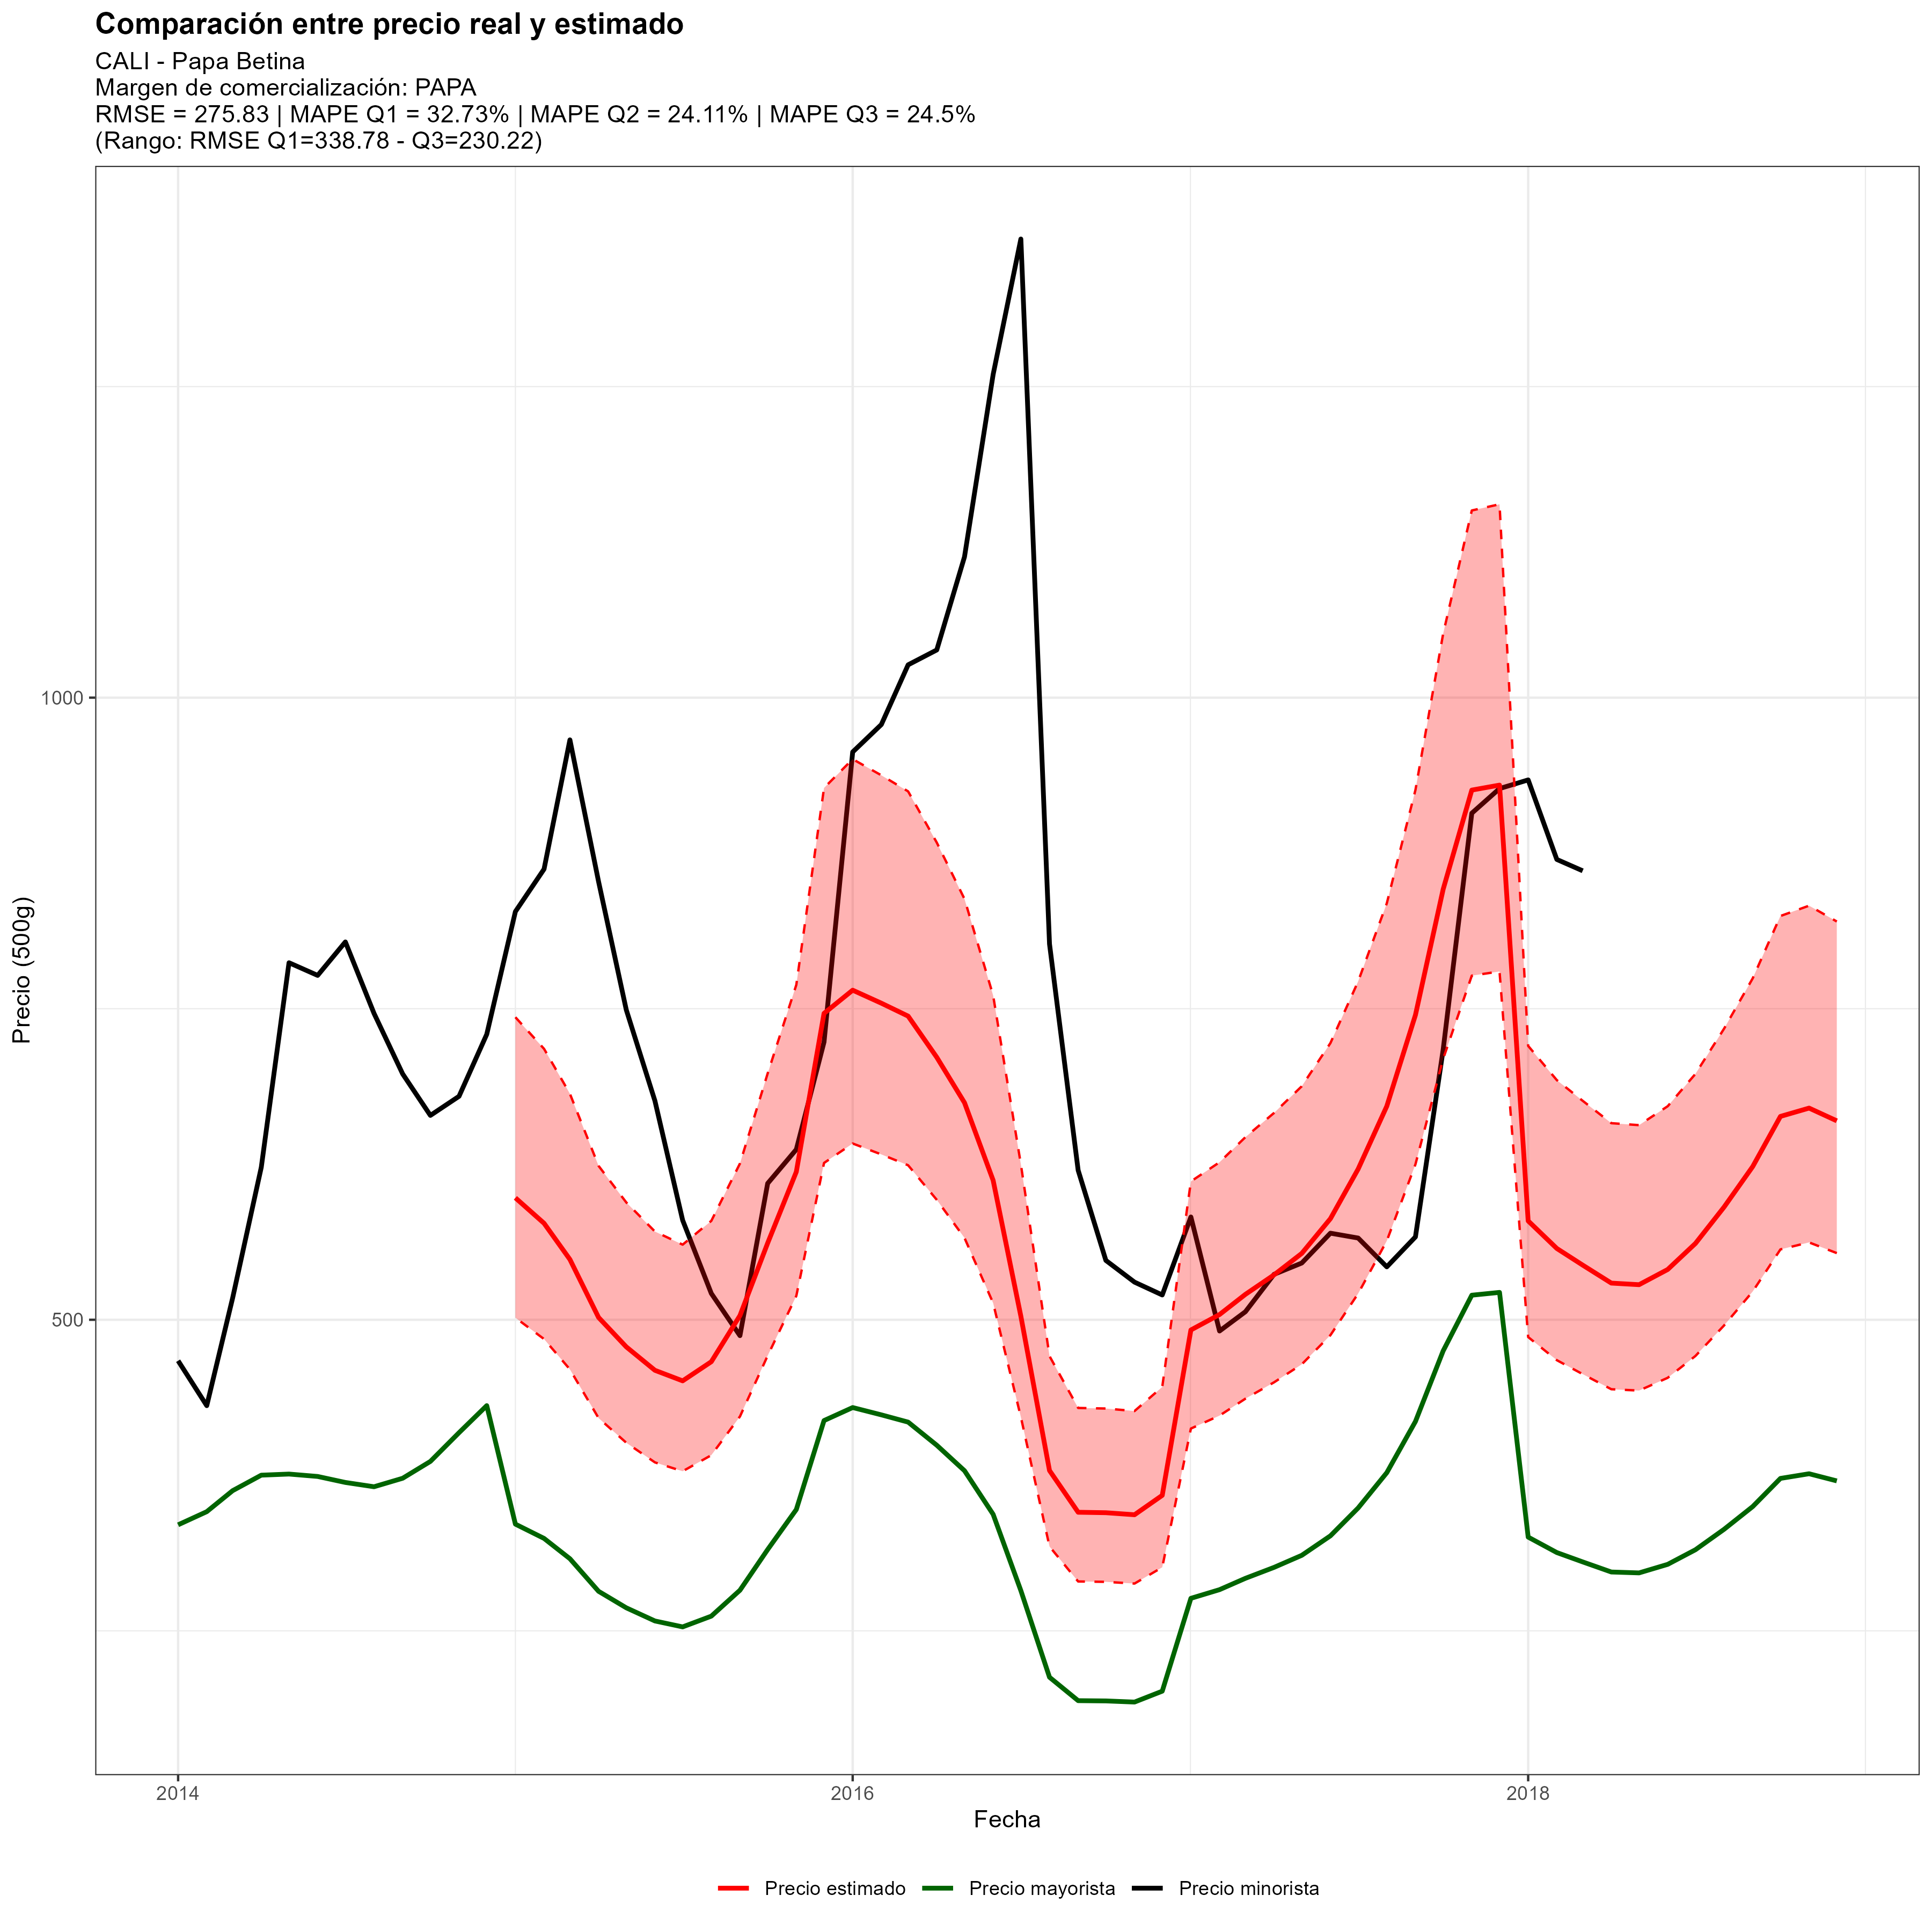 Comparación entre precio real y estimado
CALI - Papa Betina
Margen de comercialización: PAPA
RMSE = 275.83 | MAPE Q1 = 32.73% | MAPE Q2 = 24.11% | MAPE Q3 = 24.5%
(Rango: RMSE Q1=338.78 - Q3=230.22)
Precio (500g)
1000
500
2014
2016
2018
Fecha
Precio estimado
Precio mayorista
Precio minorista